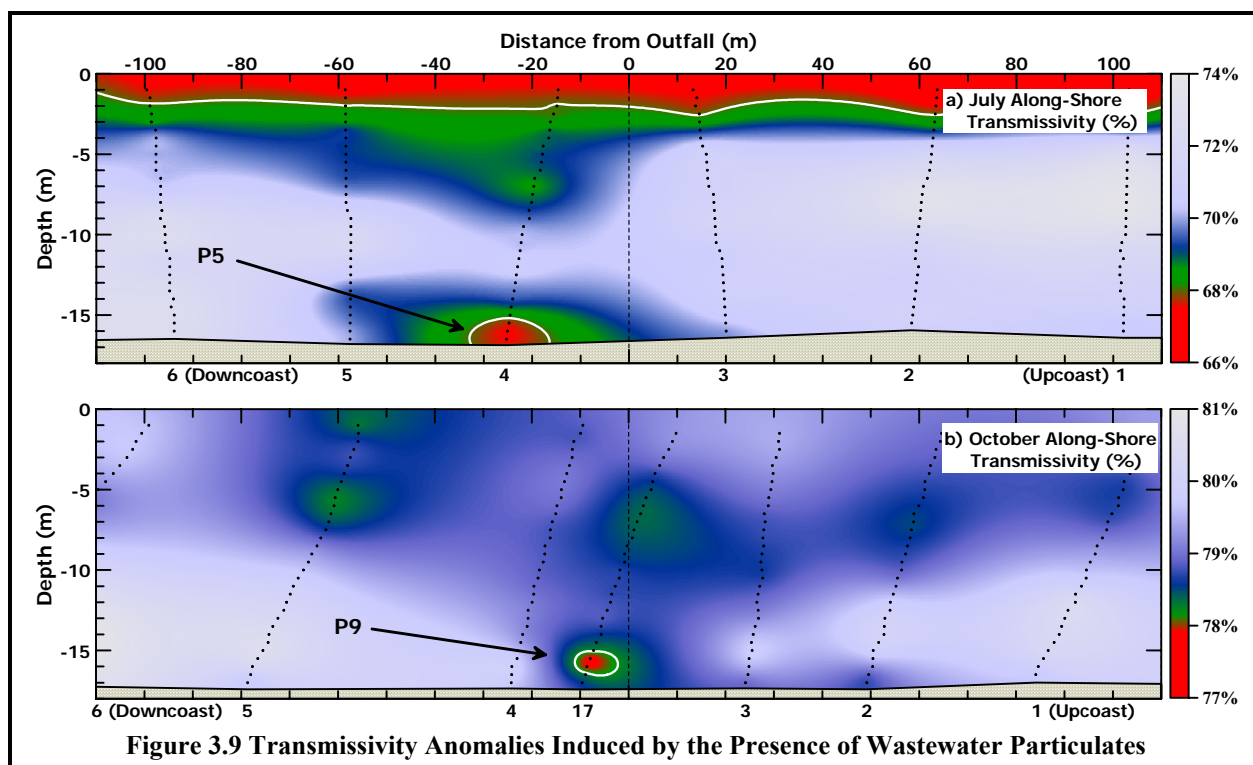 Distance from Outfall (m)
-100 -80 -60 -40 -20 0 20 40 60 80 100
0
-5
-10
-15
Depth (m)
a) July Along-Shore
Transmissivity (%)
P5
74%
72%
70%
68%
66%
6 (Downcoast) 5 4 3 2 (Upcoast) 1
0
-5
-10
-15
Depth (m)
b) October Along-Shore
Transmissivity (%)
P9
81%
80%
79%
78%
77%
6 (Downcoast) 5 4 17 3 2 1 (Upcoast)
Figure 3.9 Transmissivity Anomalies Induced by the Presence of Wastewater Particulates